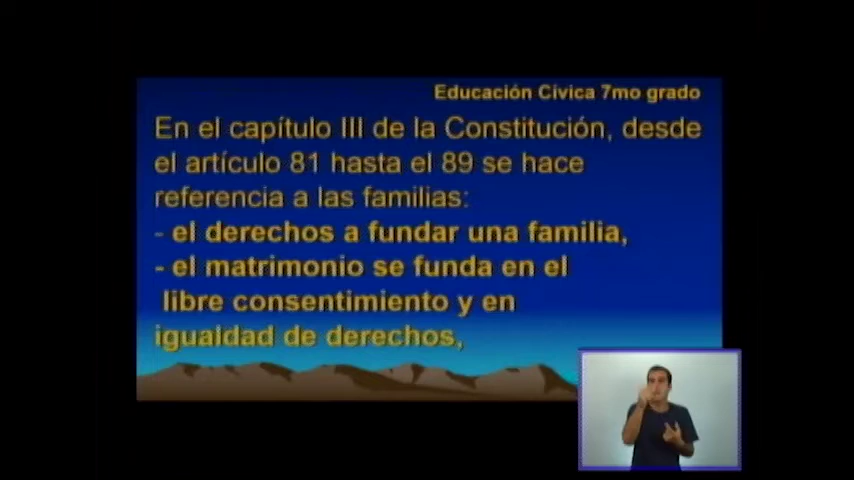 Educación Cívica 7mo grado
En el capítulo III de la Constitución, desde
el artículo 81 hasta el 89 se hace
referencia a las familias:
- el derechos a fundar una familia,
- el matrimonio se funda en el
libre consentimiento y en
igualdad de derechos,